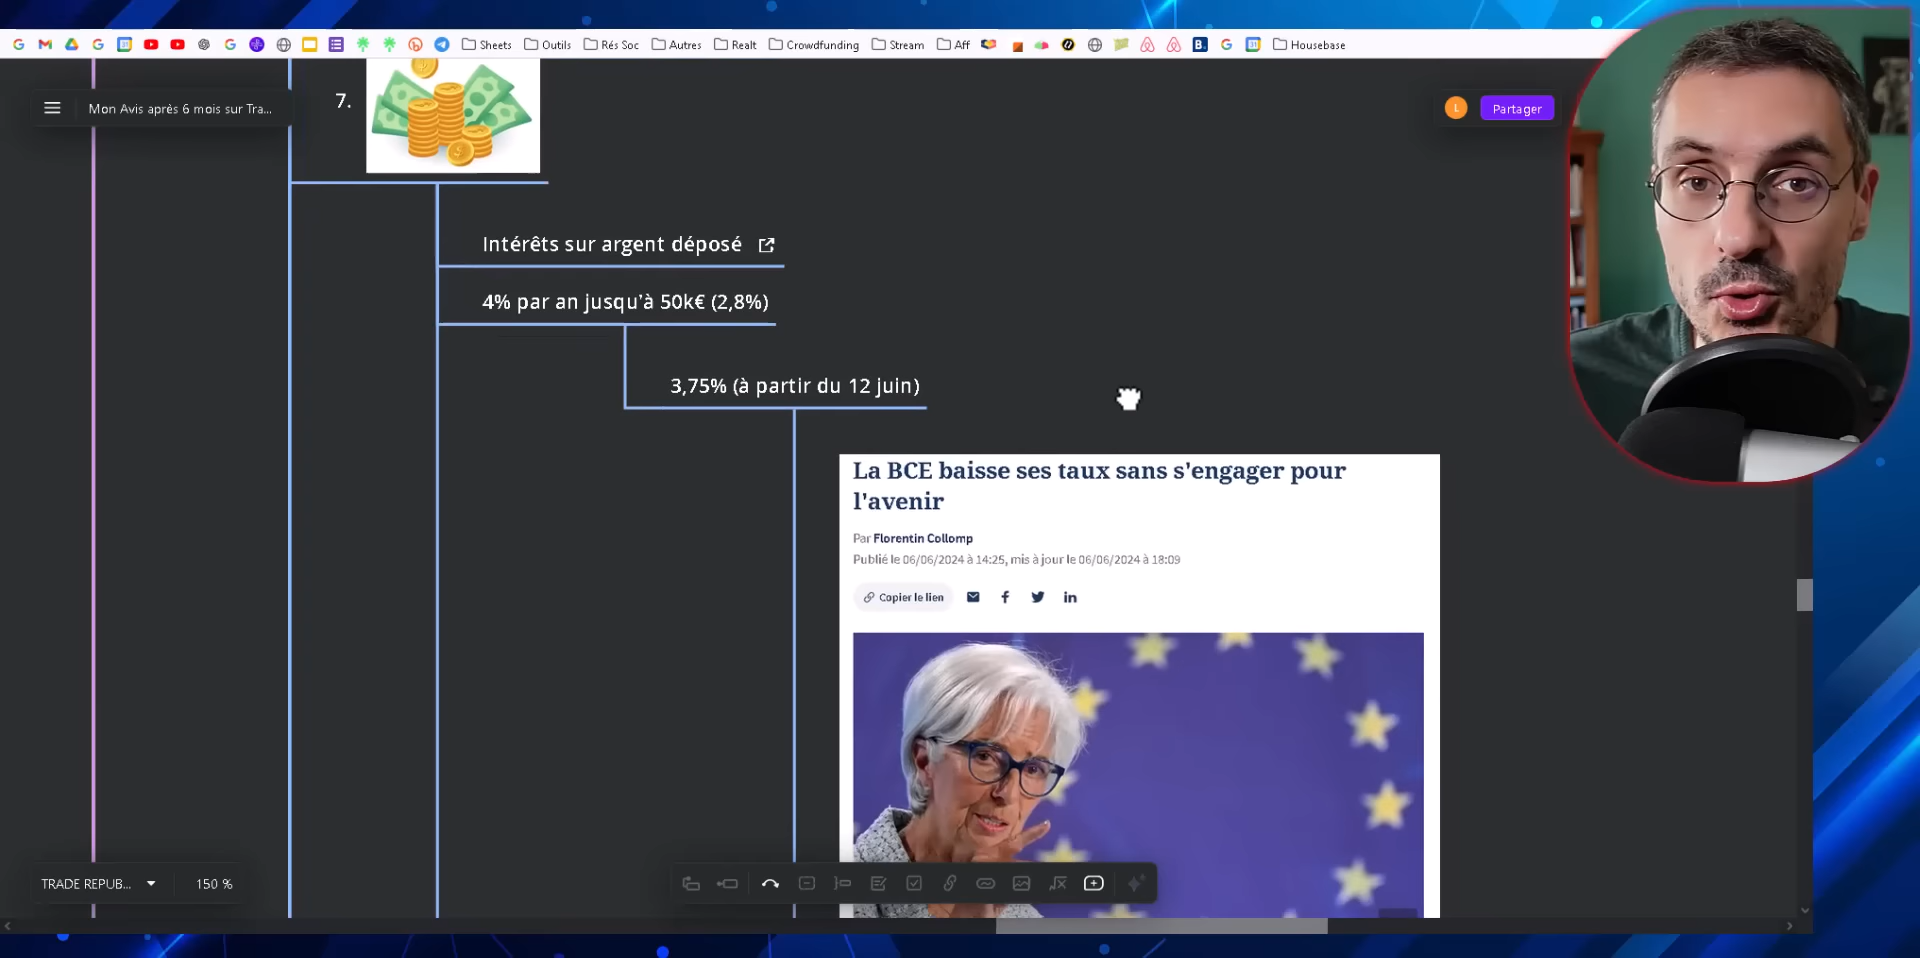 Sheets
Outils
Rés Soc
Autres
Realt
Crowdfunding
Stream
Aff
B.
Housebase
Mon Avis après 6 mois sur Tra...
7.
L
Partager
Intérêts sur argent déposé
4% par an jusqu'à 50k€ (2,8%)
3,75% (à partir du 12 juin)
La BCE baisse ses taux sans s'engager pour
l'avenir
Par Florentin Collomp
Publié le 06/06/2024 à 14:25, mis à jour le 06/06/2024 à 18:09
Copier le lien
TRADE REPUB...
150 %